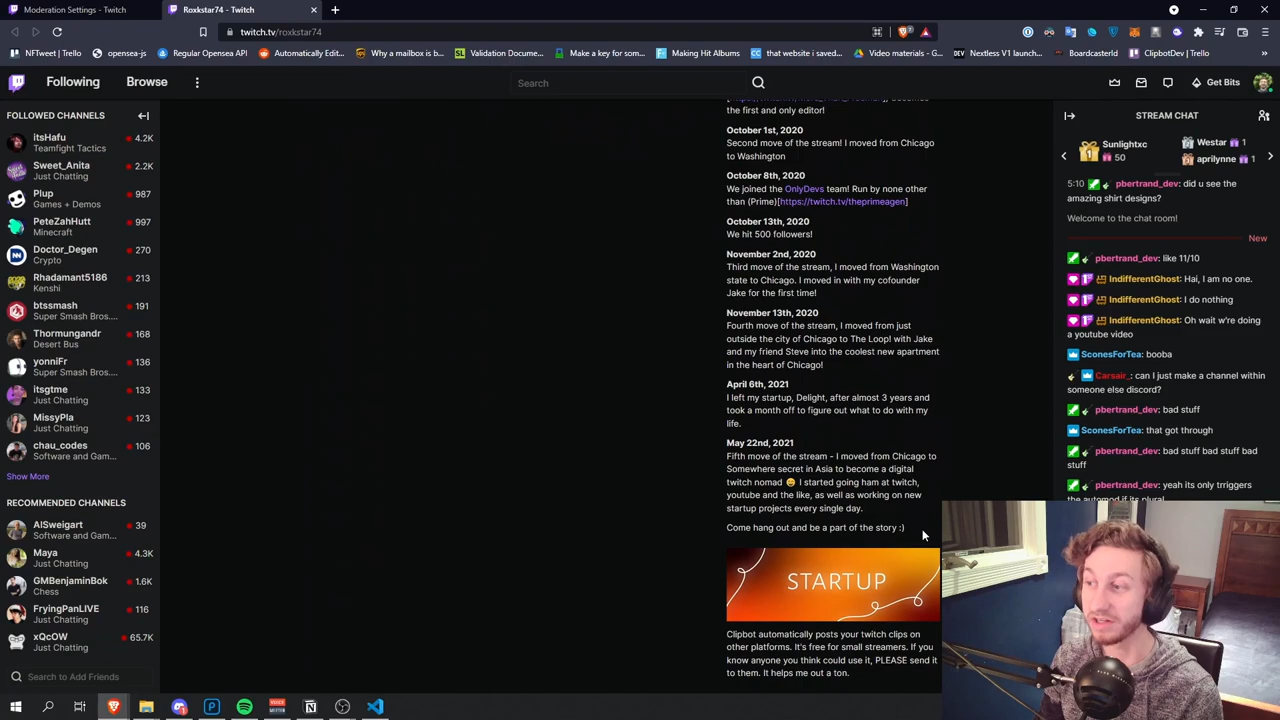 Moderation Settings - Twitch
Roxkstar74 - Twitch
twitch.tv/roxkstar74
NFTweet | Trello
opensea-js
Regular OpenSea API
Automatically Edit...
Why a mailbox is b...
Validation Docume...
Make a key for som...
Making Hit Albums
that website i saved...
Video materials - G...
Nextless V1 launch...
BoardcasterId
ClipbotDev | Trello
Following
Browse
Search
Get Bits
FOLLOWED CHANNELS
itsHafu
4.2K
Teamfight Tactics
Sweet_Anita
2.2K
Just Chatting
Plup
987
Games + Demos
PeteZahHutt
997
Minecraft
Doctor_Degen
270
Crypto
Rhadamant5186
213
Kenshi
btssmash
191
Super Smash Bros....
Thormungandr
168
Desert Bus
yonniFr
136
Super Smash Bros....
itsgtme
133
Just Chatting
MissyPla
123
Just Chatting
chau_codes
106
Software and Gam...
Show More
RECOMMENDED CHANNELS
AlSweigart
39
Software and Gam...
Maya
4.3K
Just Chatting
GMBenjaminBok
1.6K
Chess
FryingPanLIVE
116
Just Chatting
xQcOW
65.7K
Just Chatting
Search to Add Friends
the first and only editor!
October 1st, 2020
Second move of the stream! I moved from Chicago
to Washington
October 8th, 2020
We joined the OnlyDevs team! Run by none other
than (Prime)[https://twitch.tv/theprimeagen]
October 13th, 2020
We hit 500 followers!
November 2nd, 2020
Third move of the stream, I moved from Washington
state to Chicago. I moved in with my cofounder
Jake for the first time!
November 13th, 2020
Fourth move of the stream, I moved from just
outside the city of Chicago to The Loop! with Jake
and my friend Steve into the coolest new apartment
in the heart of Chicago!
April 6th, 2021
I left my startup, Delight, after almost 3 years and
took a month off to figure out what to do with my
life.
May 22nd, 2021
Fifth move of the stream - I moved from Chicago to
Somewhere secret in Asia to become a digital
twitch nomad 😄 I started going ham at twitch,
youtube and the like, as well as working on new
startup projects every single day.
Come hang out and be a part of the story :)
STARTUP
Clipbot automatically posts your twitch clips on
other platforms. It's free for small streamers. If you
know anyone you think could use it, PLEASE send it
to them. It helps me out a ton.
STREAM CHAT
Sunlightxc
50
Westar 1
aprilynne 1
5:10 pbertrand_dev: did u see the
amazing shirt designs?
Welcome to the chat room!
New
pbertrand_dev: like 11/10
IndifferentGhost: Hai, I am no one.
IndifferentGhost: I do nothing
IndifferentGhost: Oh wait w're doing
a youtube video
SconesForTea: booba
Carsair_: can I just make a channel within
someone else discord?
pbertrand_dev: bad stuff
SconesForTea: that got through
pbertrand_dev: bad stuff bad stuff bad
stuff
pbertrand_dev: yeah its only trriggers
the automod if its plural